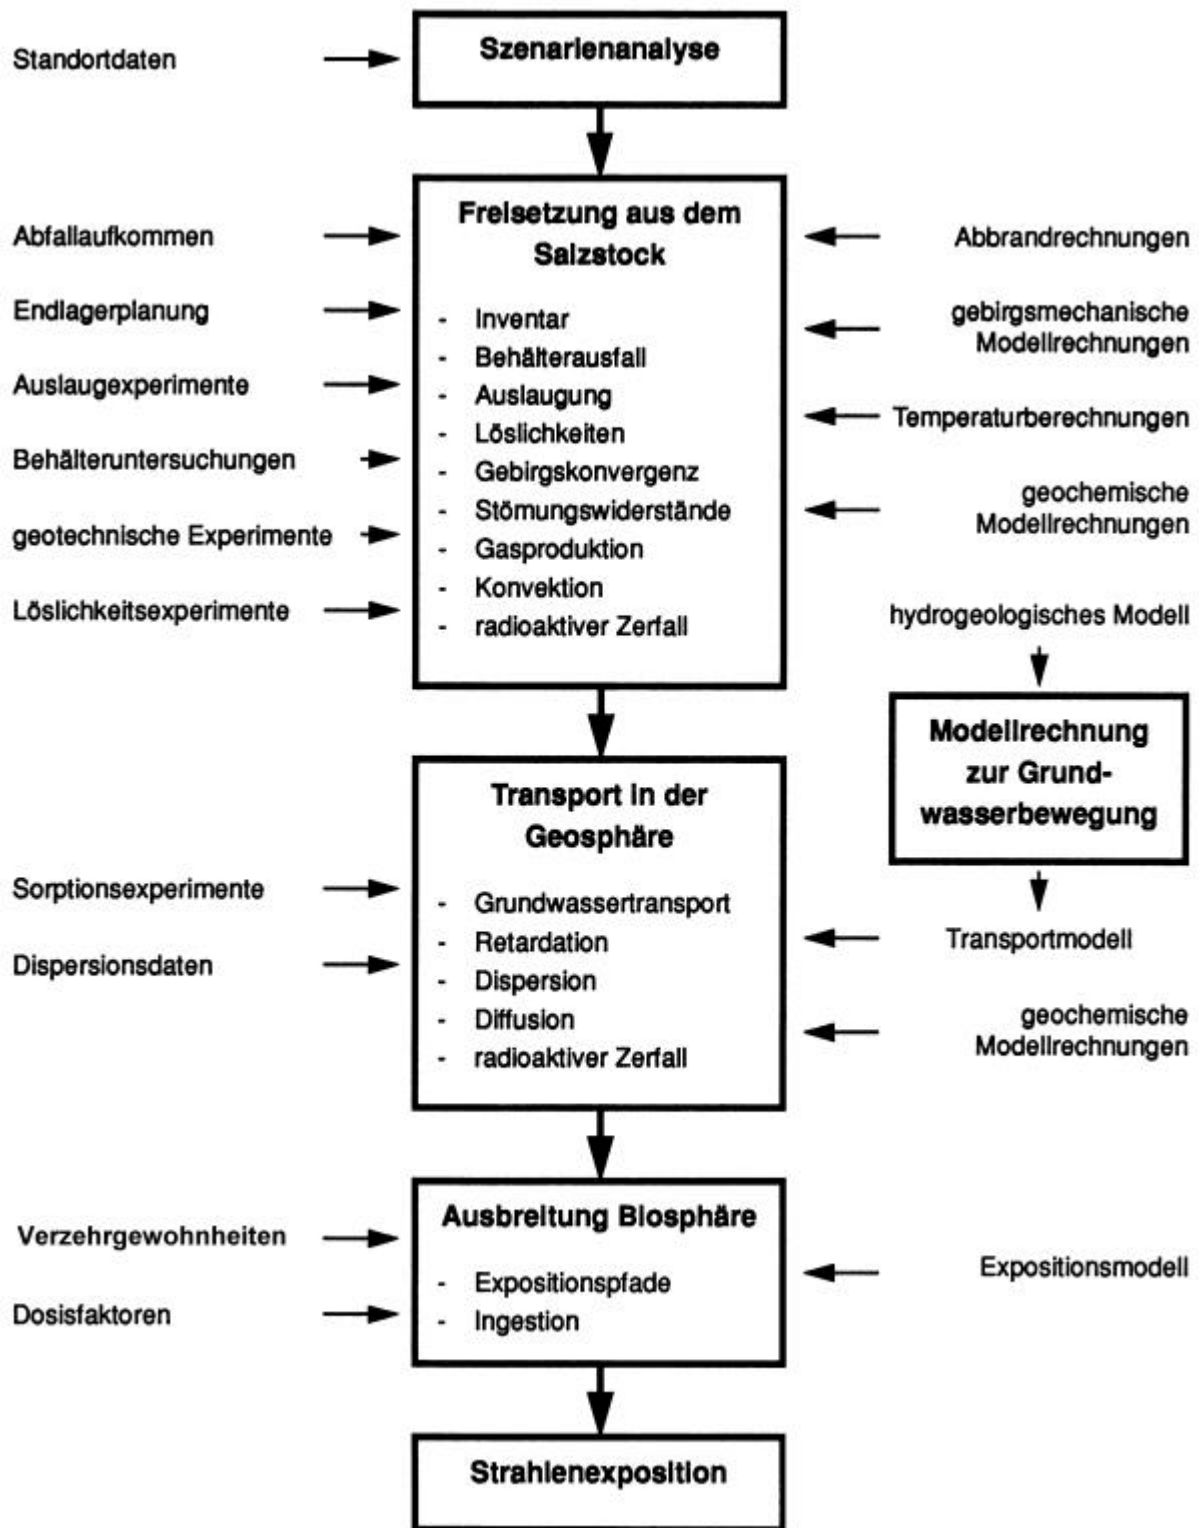 Standortdaten
Szenarienanalyse
Abfallaufkommen
Endlagerplanung
Auslaugexperimente
Behälteruntersuchungen
geotechnische Experimente
Löslichkeitsexperimente
Freisetzung aus dem
Salzstock
- Inventar
- Behälterausfall
- Auslaugung
- Löslichkeiten
- Gebirgskonvergenz
- Stömungswiderstände
- Gasproduktion
- Konvektion
- radioaktiver Zerfall
Abbrandrechnungen
gebirgsmechanische
Modellrechnungen
Temperaturberechnungen
geochemische
Modellrechnungen
hydrogeologisches Modell
Modellrechnung
zur Grund-
wasserbewegung
Sorptionsexperimente
Dispersionsdaten
Transport in der
Geosphäre
- Grundwassertransport
- Retardation
- Dispersion
- Diffusion
- radioaktiver Zerfall
Transportmodell
geochemische
Modellrechnungen
Verzehrgewohnheiten
Dosisfaktoren
Ausbreitung Biosphäre
- Expositionspfade
- Ingestion
Expositionsmodell
Strahlenexposition